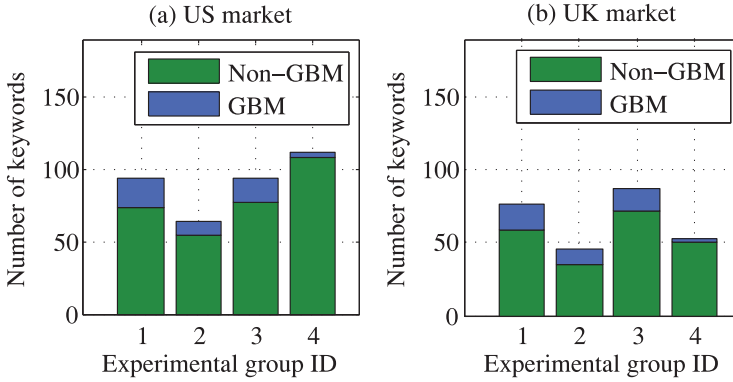 (a) US market
Number of keywords
150
100
50
0
Non−GBM
GBM
1 2 3 4
Experimental group ID
(b) UK market
Number of keywords
150
100
50
0
Non−GBM
GBM
1 2 3 4
Experimental group ID